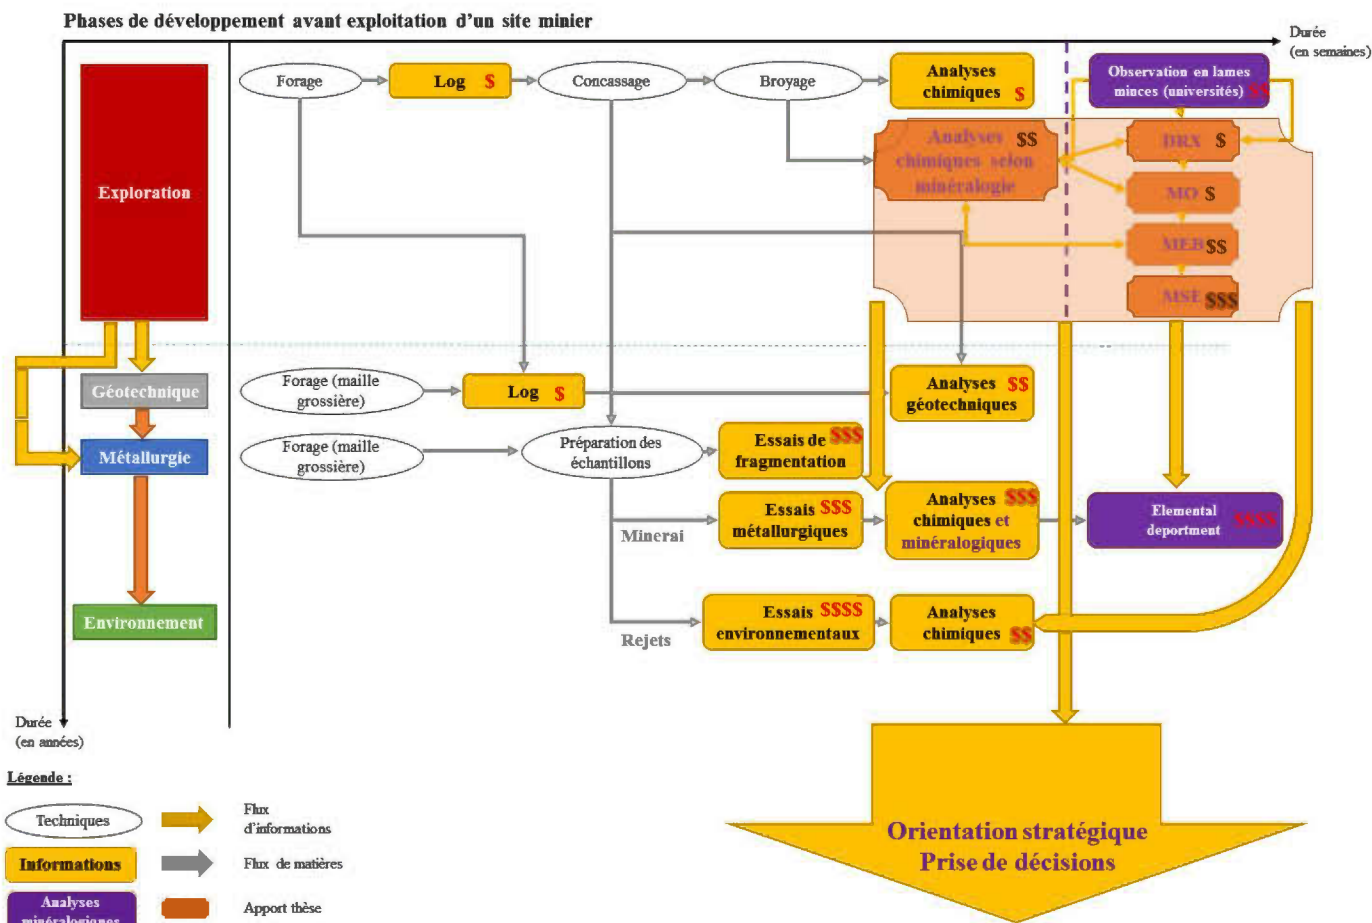 Phases de développement avant exploitation d'un site minier
Durée
(en semaines)
Forage
Log $
Concassage
Broyage
Analyses
chimiques $
Observation en lames
minces (universités) $$
Exploration
Analyses $$
chimiques selon
minéralogie
DRX $
MO $
MEB $$
MSE $$$
Géotechnique
Forage (maille
grossière)
Log $
Analyses $$
géotechniques
Métallurgie
Forage (maille
grossière)
Préparation des
échantillons
Essais de $$$
fragmentation
Minerai
Essais $$$
métallurgiques
Analyses $$$
chimiques et
minéralogiques
Elemental
deportment $$$$
Environnement
Rejets
Essais $$$$
environnementaux
Analyses
chimiques $$
Durée
(en années)
Légende :
Techniques
Flux
d'informations
Informations
Flux de matières
Analyses
minéralogiques
Apport thèse
Orientation stratégique
Prise de décisions